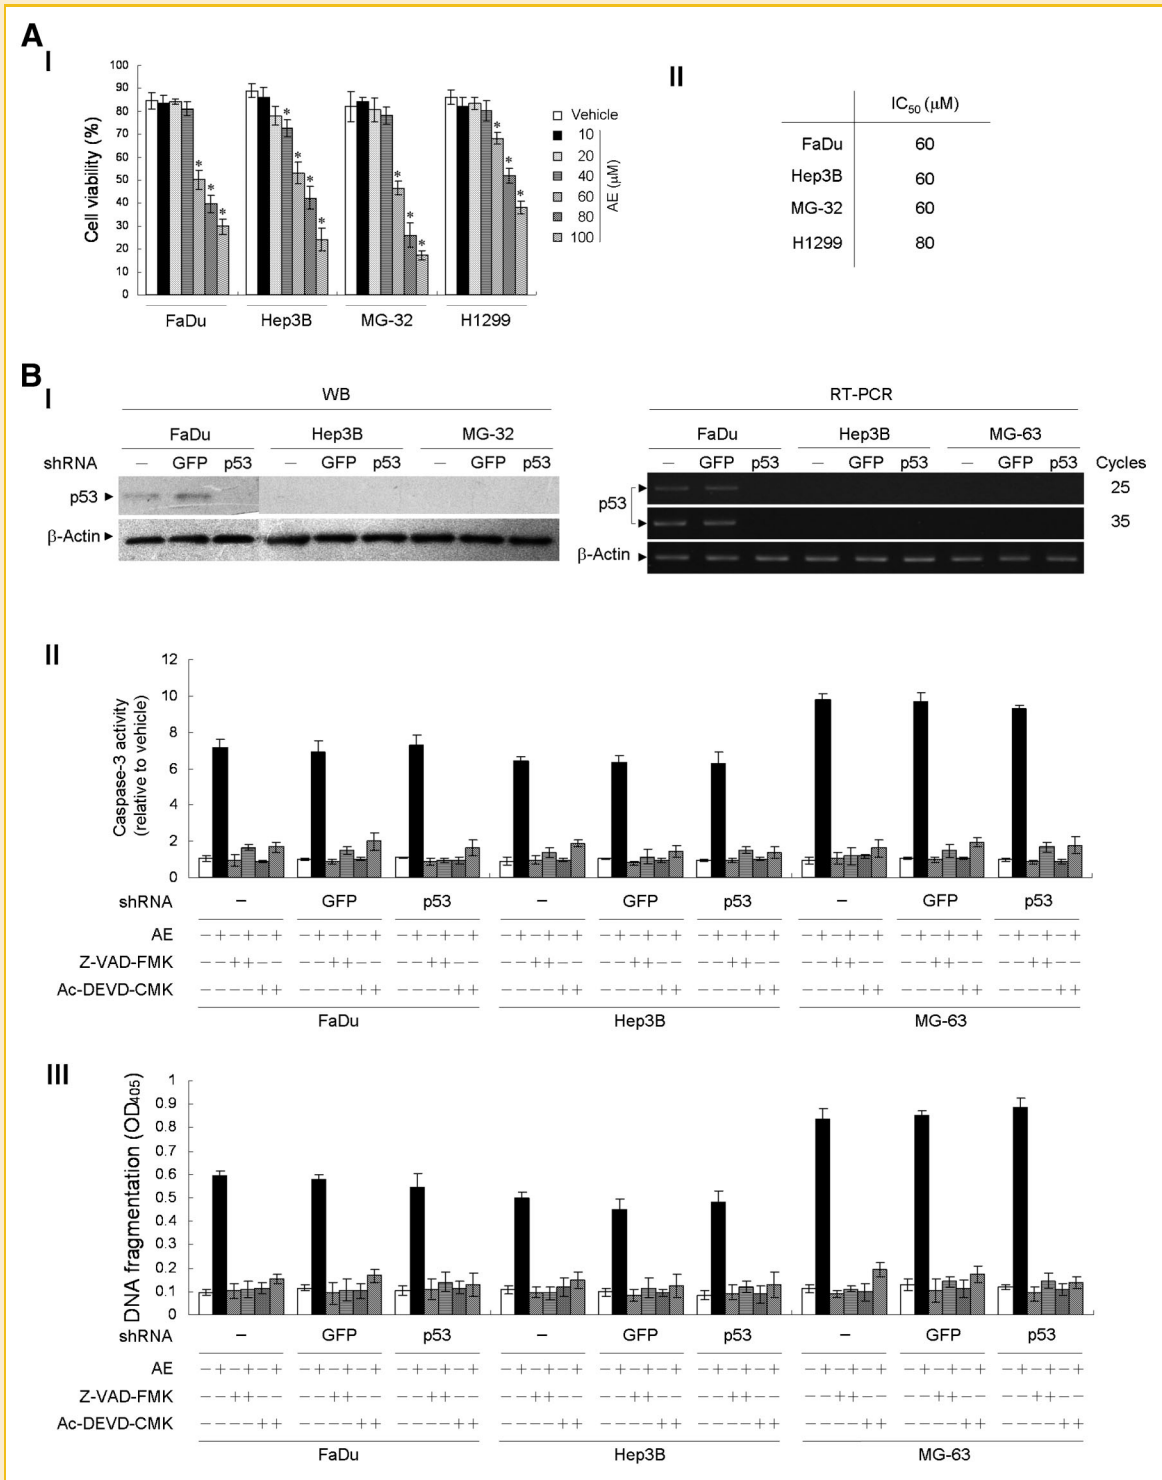 A
I
100
90
80
70
60
50
40
30
20
10
0
Cell viability (%)
* * *
* * * *
* * *
* * *
FaDu Hep3B MG-32 H1299
Vehicle
10
20
40
60
80
100
AE (μM)
II
IC50 (μM)
FaDu 60
Hep3B 60
MG-32 60
H1299 80
B
I
WB
FaDu Hep3B MG-32
shRNA – GFP p53 – GFP p53 – GFP p53
p53
β-Actin
RT-PCR
FaDu Hep3B MG-63
– GFP p53 – GFP p53 – GFP p53 Cycles
p53
25
35
β-Actin
II
12
10
8
6
4
2
0
Caspase-3 activity
(relative to vehicle)
shRNA – GFP p53 – GFP p53 – GFP p53
AE –+–+–+ –+–+–+ –+–+–+ –+–+–+ –+–+–+ –+–+–+ –+–+–+ –+–+–+ –+–+–+
Z-VAD-FMK ––++–– ––++–– ––++–– ––++–– ––++–– ––++–– ––++–– ––++–– ––++––
Ac-DEVD-CMK ––––++ ––––++ ––––++ ––––++ ––––++ ––––++ ––––++ ––––++ ––––++
FaDu Hep3B MG-63
III
1
0.9
0.8
0.7
0.6
0.5
0.4
0.3
0.2
0.1
0
DNA fragmentation (OD405)
shRNA – GFP p53 – GFP p53 – GFP p53
AE –+–+–+ –+–+–+ –+–+–+ –+–+–+ –+–+–+ –+–+–+ –+–+–+ –+–+–+ –+–+–+
Z-VAD-FMK ––++–– ––++–– ––++–– ––++–– ––++–– ––++–– ––++–– ––++–– ––++––
Ac-DEVD-CMK ––––++ ––––++ ––––++ ––––++ ––––++ ––––++ ––––++ ––––++ ––––++
FaDu Hep3B MG-63